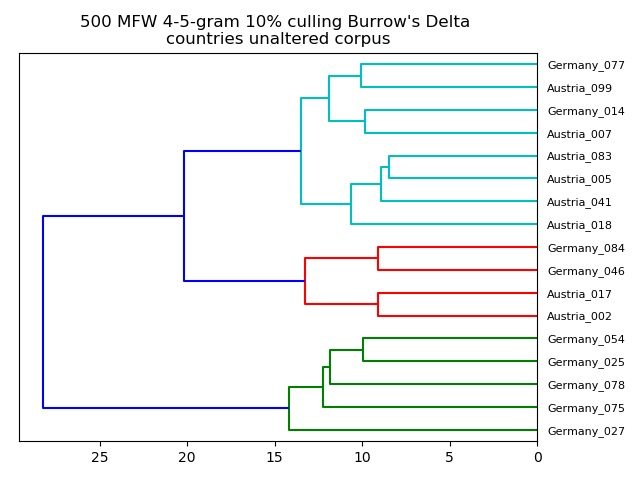 500 MFW 4-5-gram 10% culling Burrow's Delta
countries unaltered corpus
Germany_077
Austria_099
Germany_014
Austria_007
Austria_083
Austria_005
Austria_041
Austria_018
Germany_084
Germany_046
Austria_017
Austria_002
Germany_054
Germany_025
Germany_078
Germany_075
Germany_027
25 20 15 10 5 0